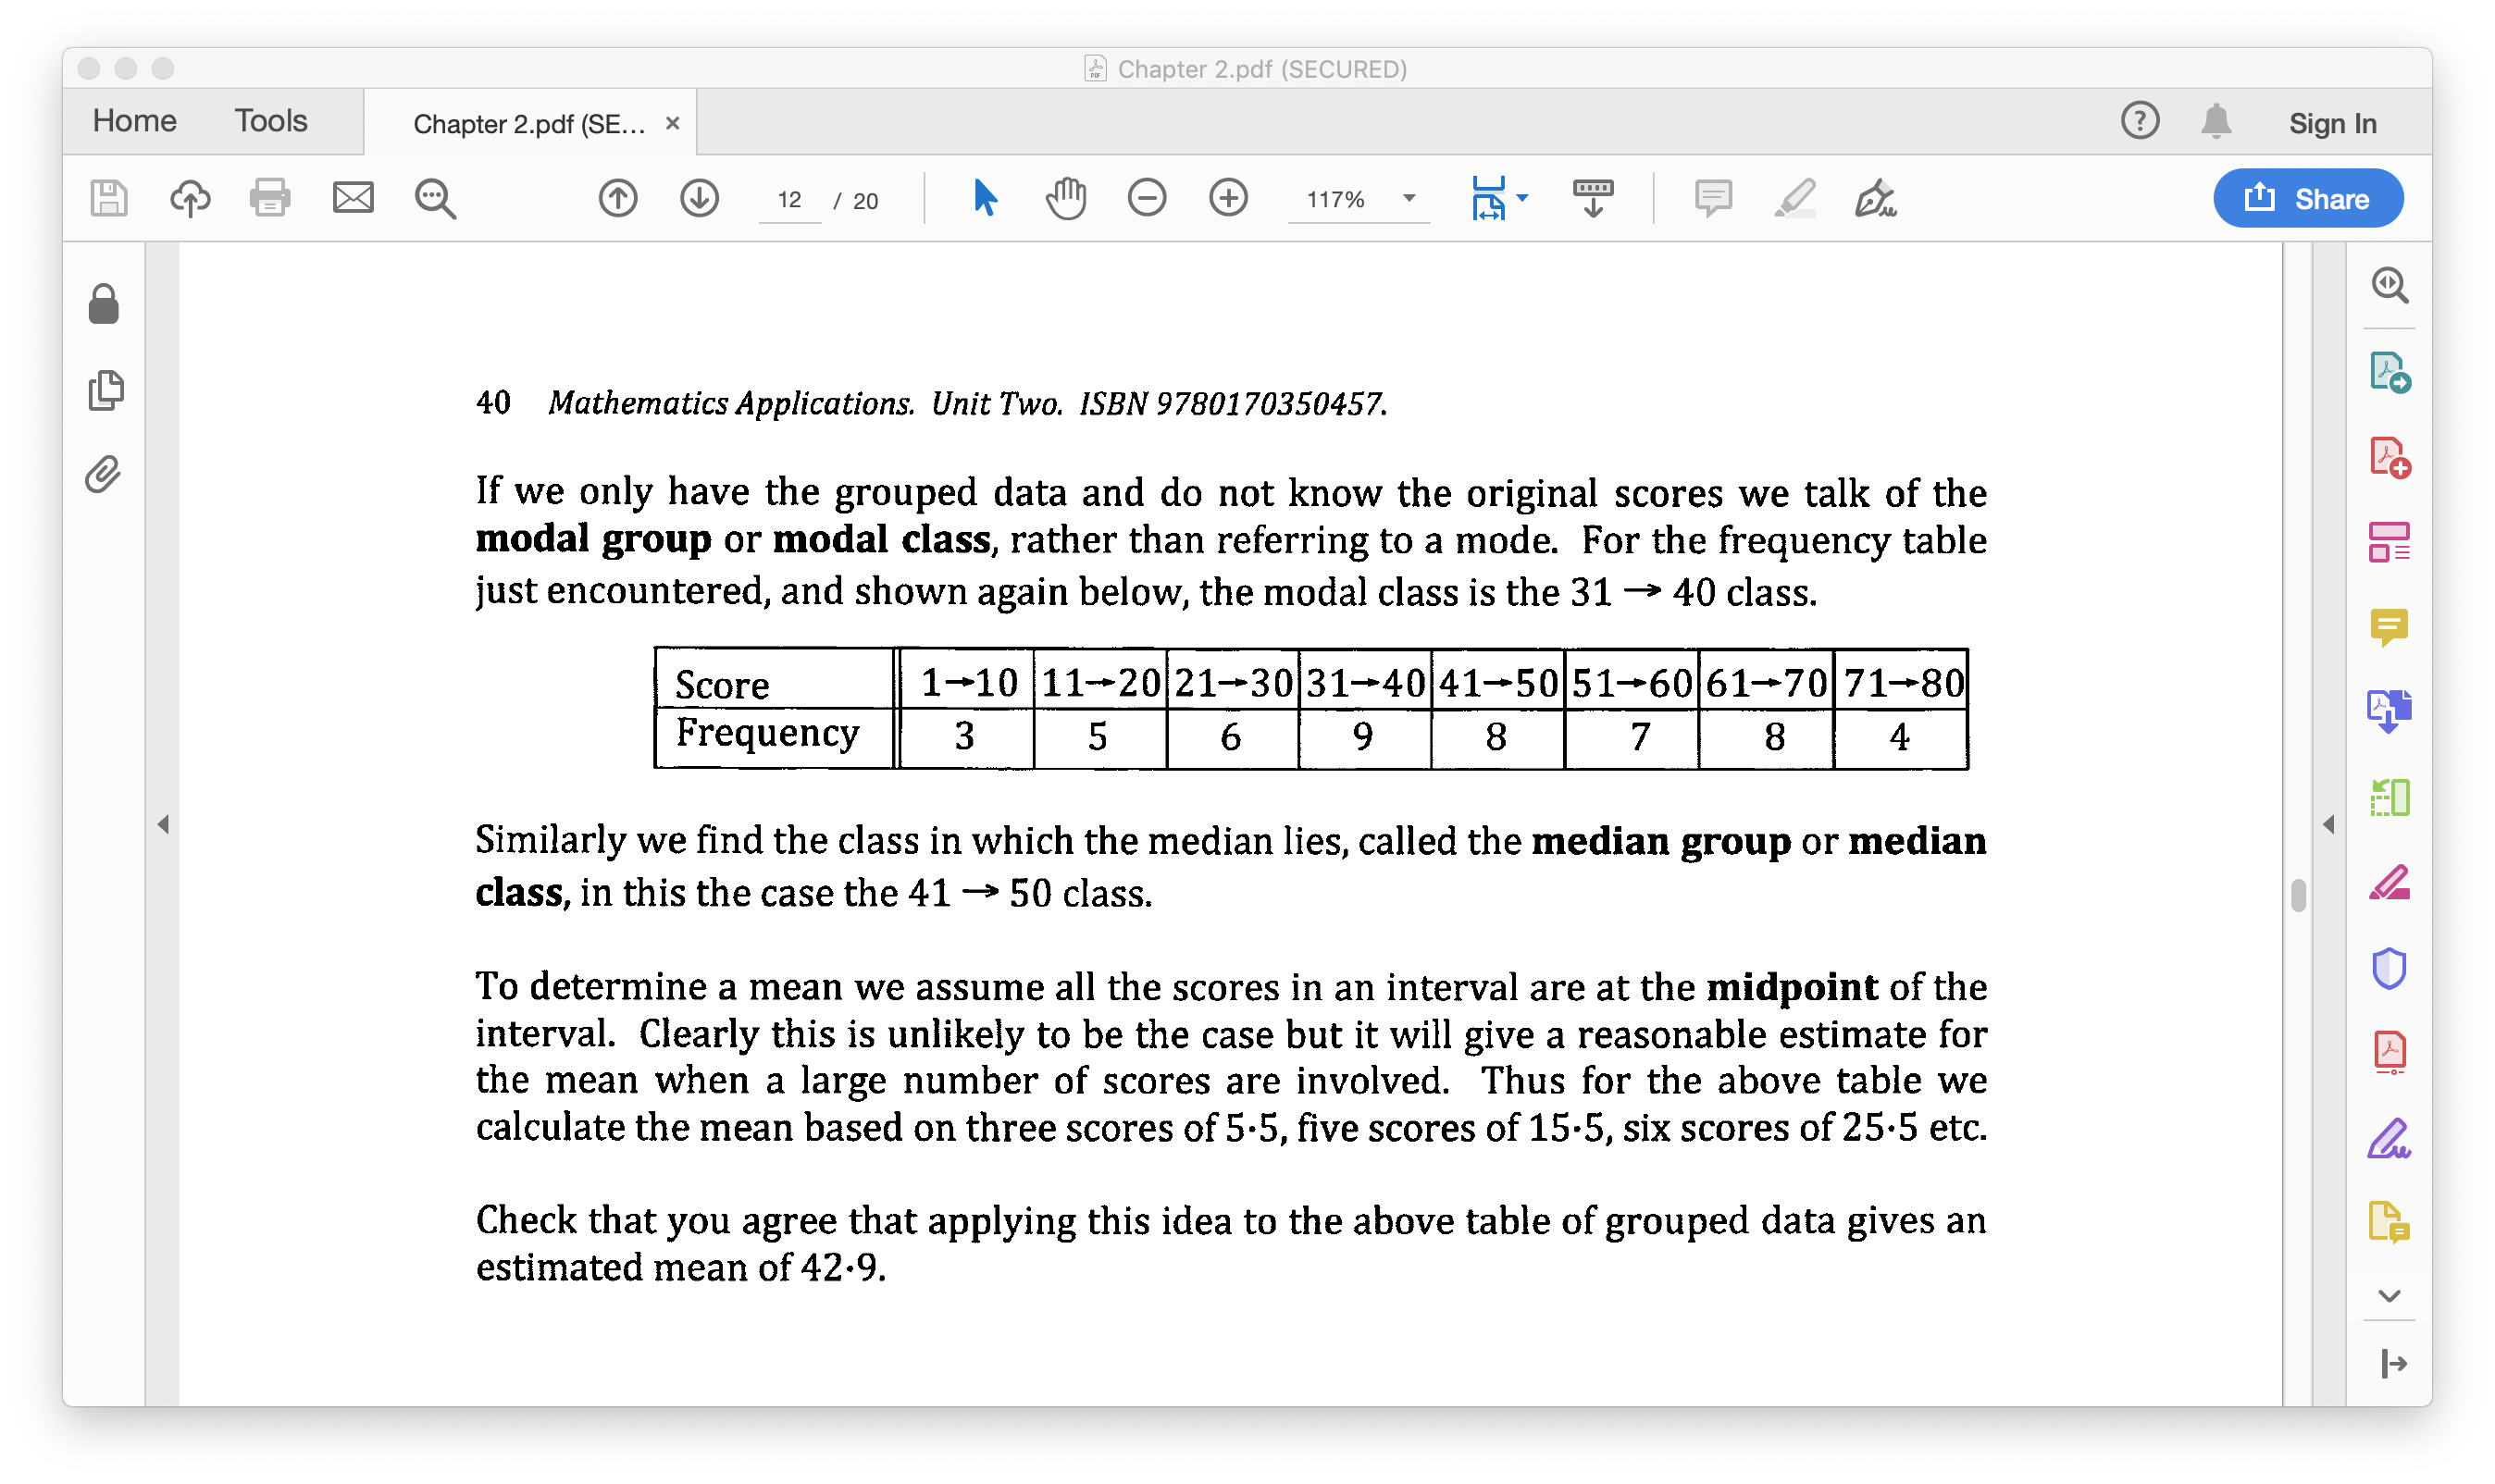 Chapter 2.pdf (SECURED)
Home Tools Chapter 2.pdf (SE... × Sign In
12 / 20 117% Share
40 Mathematics Applications. Unit Two. ISBN 9780170350457.
If we only have the grouped data and do not know the original scores we talk of the
modal group or modal class, rather than referring to a mode. For the frequency table
just encountered, and shown again below, the modal class is the 31 → 40 class.
Score 1→10 11→20 21→30 31→40 41→50 51→60 61→70 71→80
Frequency 3 5 6 9 8 7 8 4
Similarly we find the class in which the median lies, called the median group or median
class, in this the case the 41 → 50 class.
To determine a mean we assume all the scores in an interval are at the midpoint of the
interval. Clearly this is unlikely to be the case but it will give a reasonable estimate for
the mean when a large number of scores are involved. Thus for the above table we
calculate the mean based on three scores of 5·5, five scores of 15·5, six scores of 25·5 etc.
Check that you agree that applying this idea to the above table of grouped data gives an
estimated mean of 42·9.